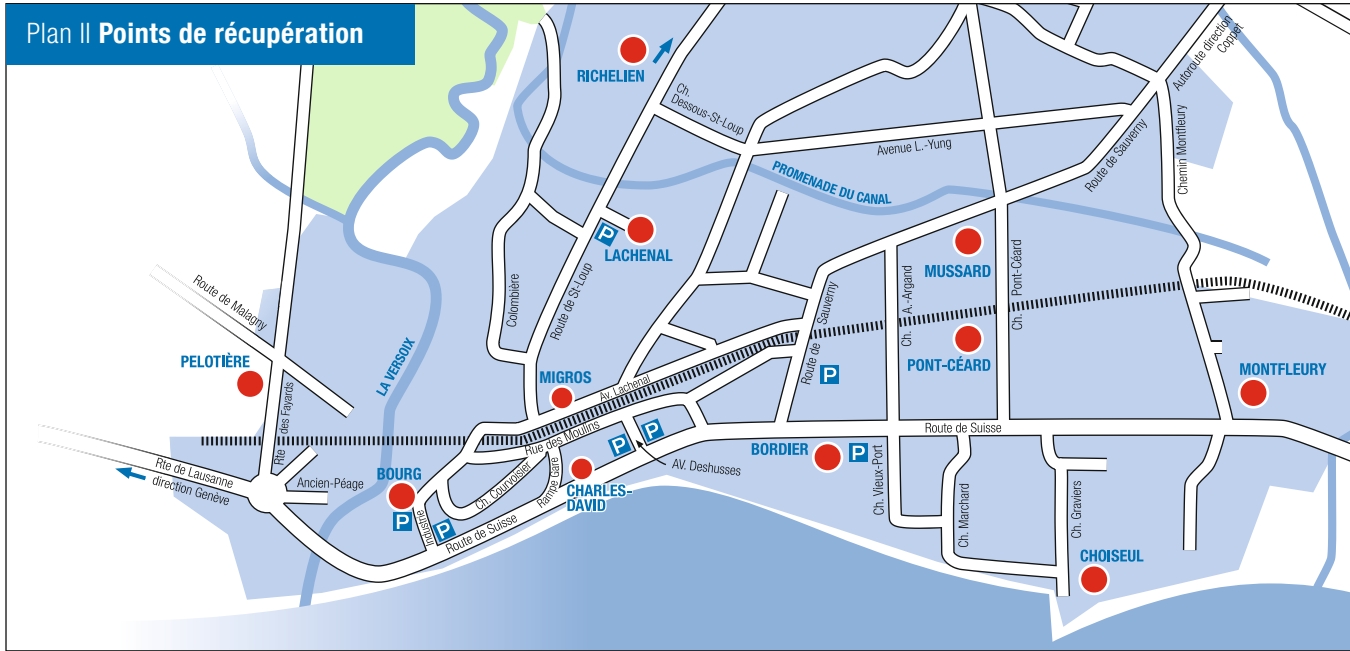 Plan II Points de récupération
RICHELIEN
Ch.
Dessous-St-Loup
Autoroute direction
Coppet
Avenue L.-Yung
Route de Sauverny
Chemin Montfleury
PROMENADE DU CANAL
P
LACHENAL
MUSSARD
Ch. Pont-Céard
Ch. A.-Argand
Colombière
Route de St-Loup
Route de Malagny
LA VERSOIX
PELOTIÈRE
Rte des Fayards
MIGROS
Av. Lachenal
Route de Sauverny
P
PONT-CÉARD
MONTFLEURY
Rue des Moulins
P
P
Route de Suisse
AV. Deshusses
BORDIER
P
Rte de Lausanne
direction Genève
Ancien-Péage
BOURG
P
Industrie
P
Ch. Courvoisier
Rampe Gare
CHARLES-
DAVID
Route de Suisse
Ch. Vieux-Port
Ch. Marchard
Ch. Graviers
CHOISEUL